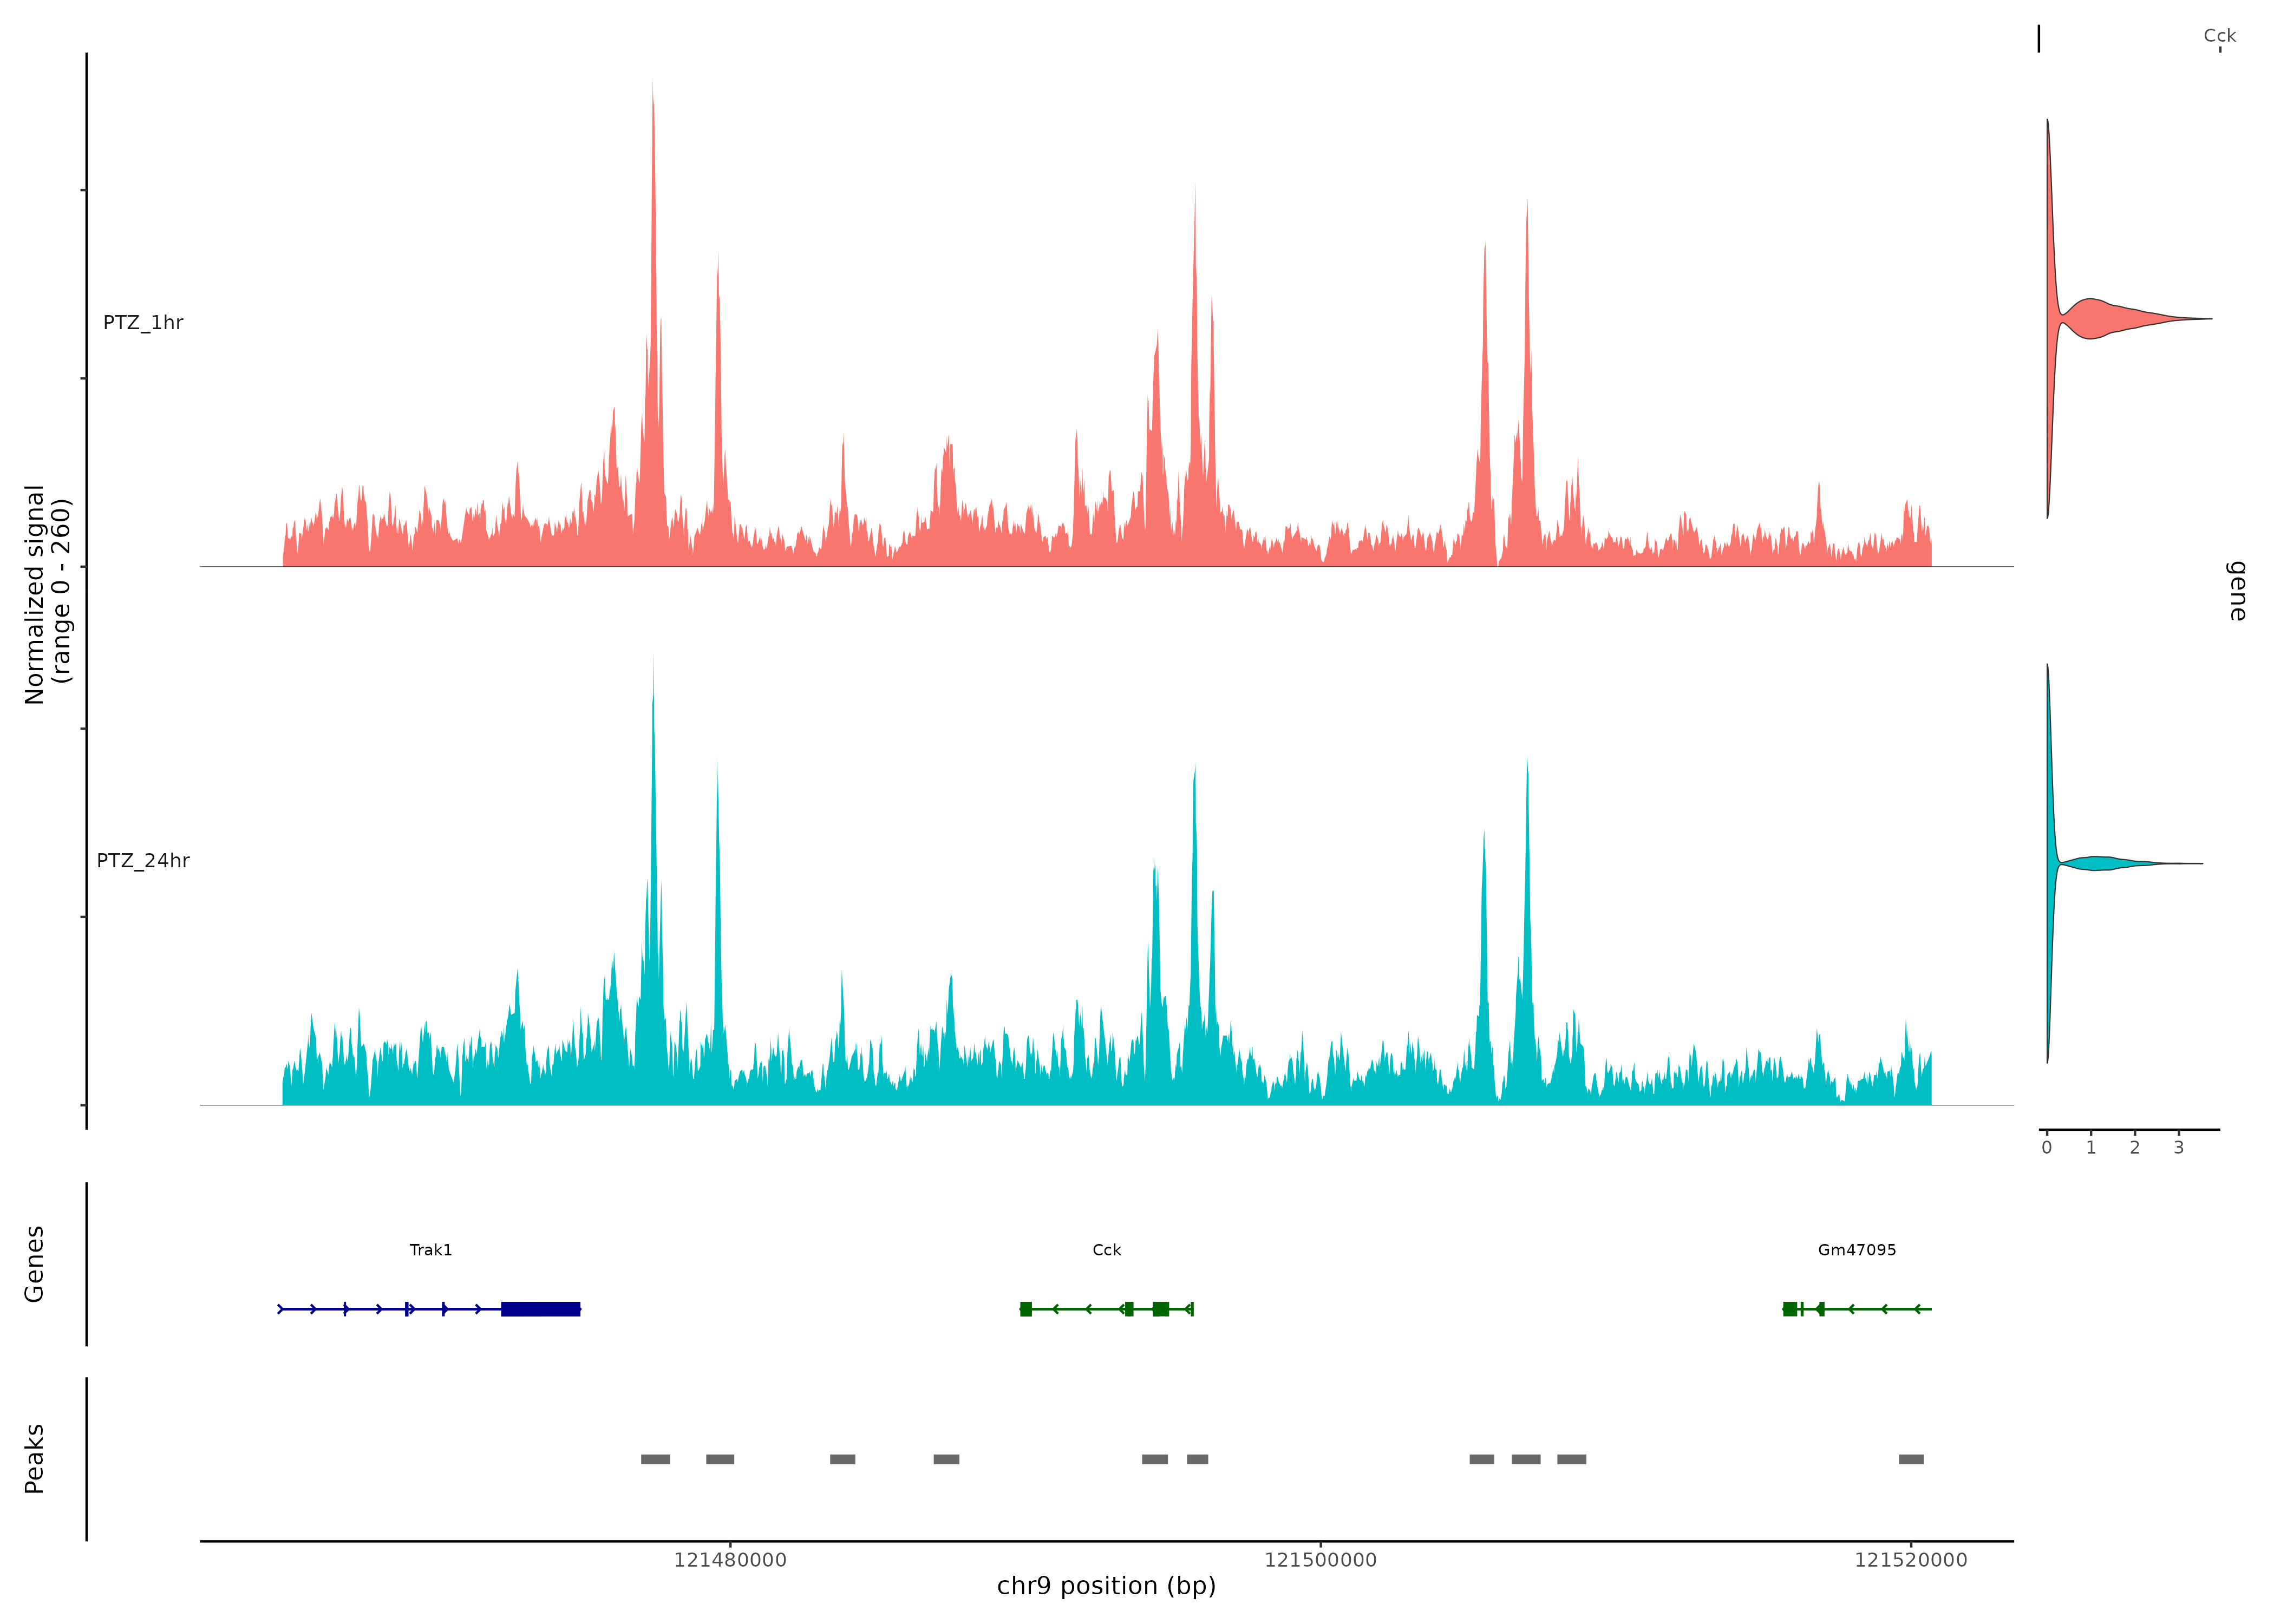 Cck
Normalized signal
(range 0 - 260)
PTZ_1hr
gene
PTZ_24hr
0 1 2 3
Genes
Trak1 Cck Gm47095
Peaks
121480000 121500000 121520000
chr9 position (bp)